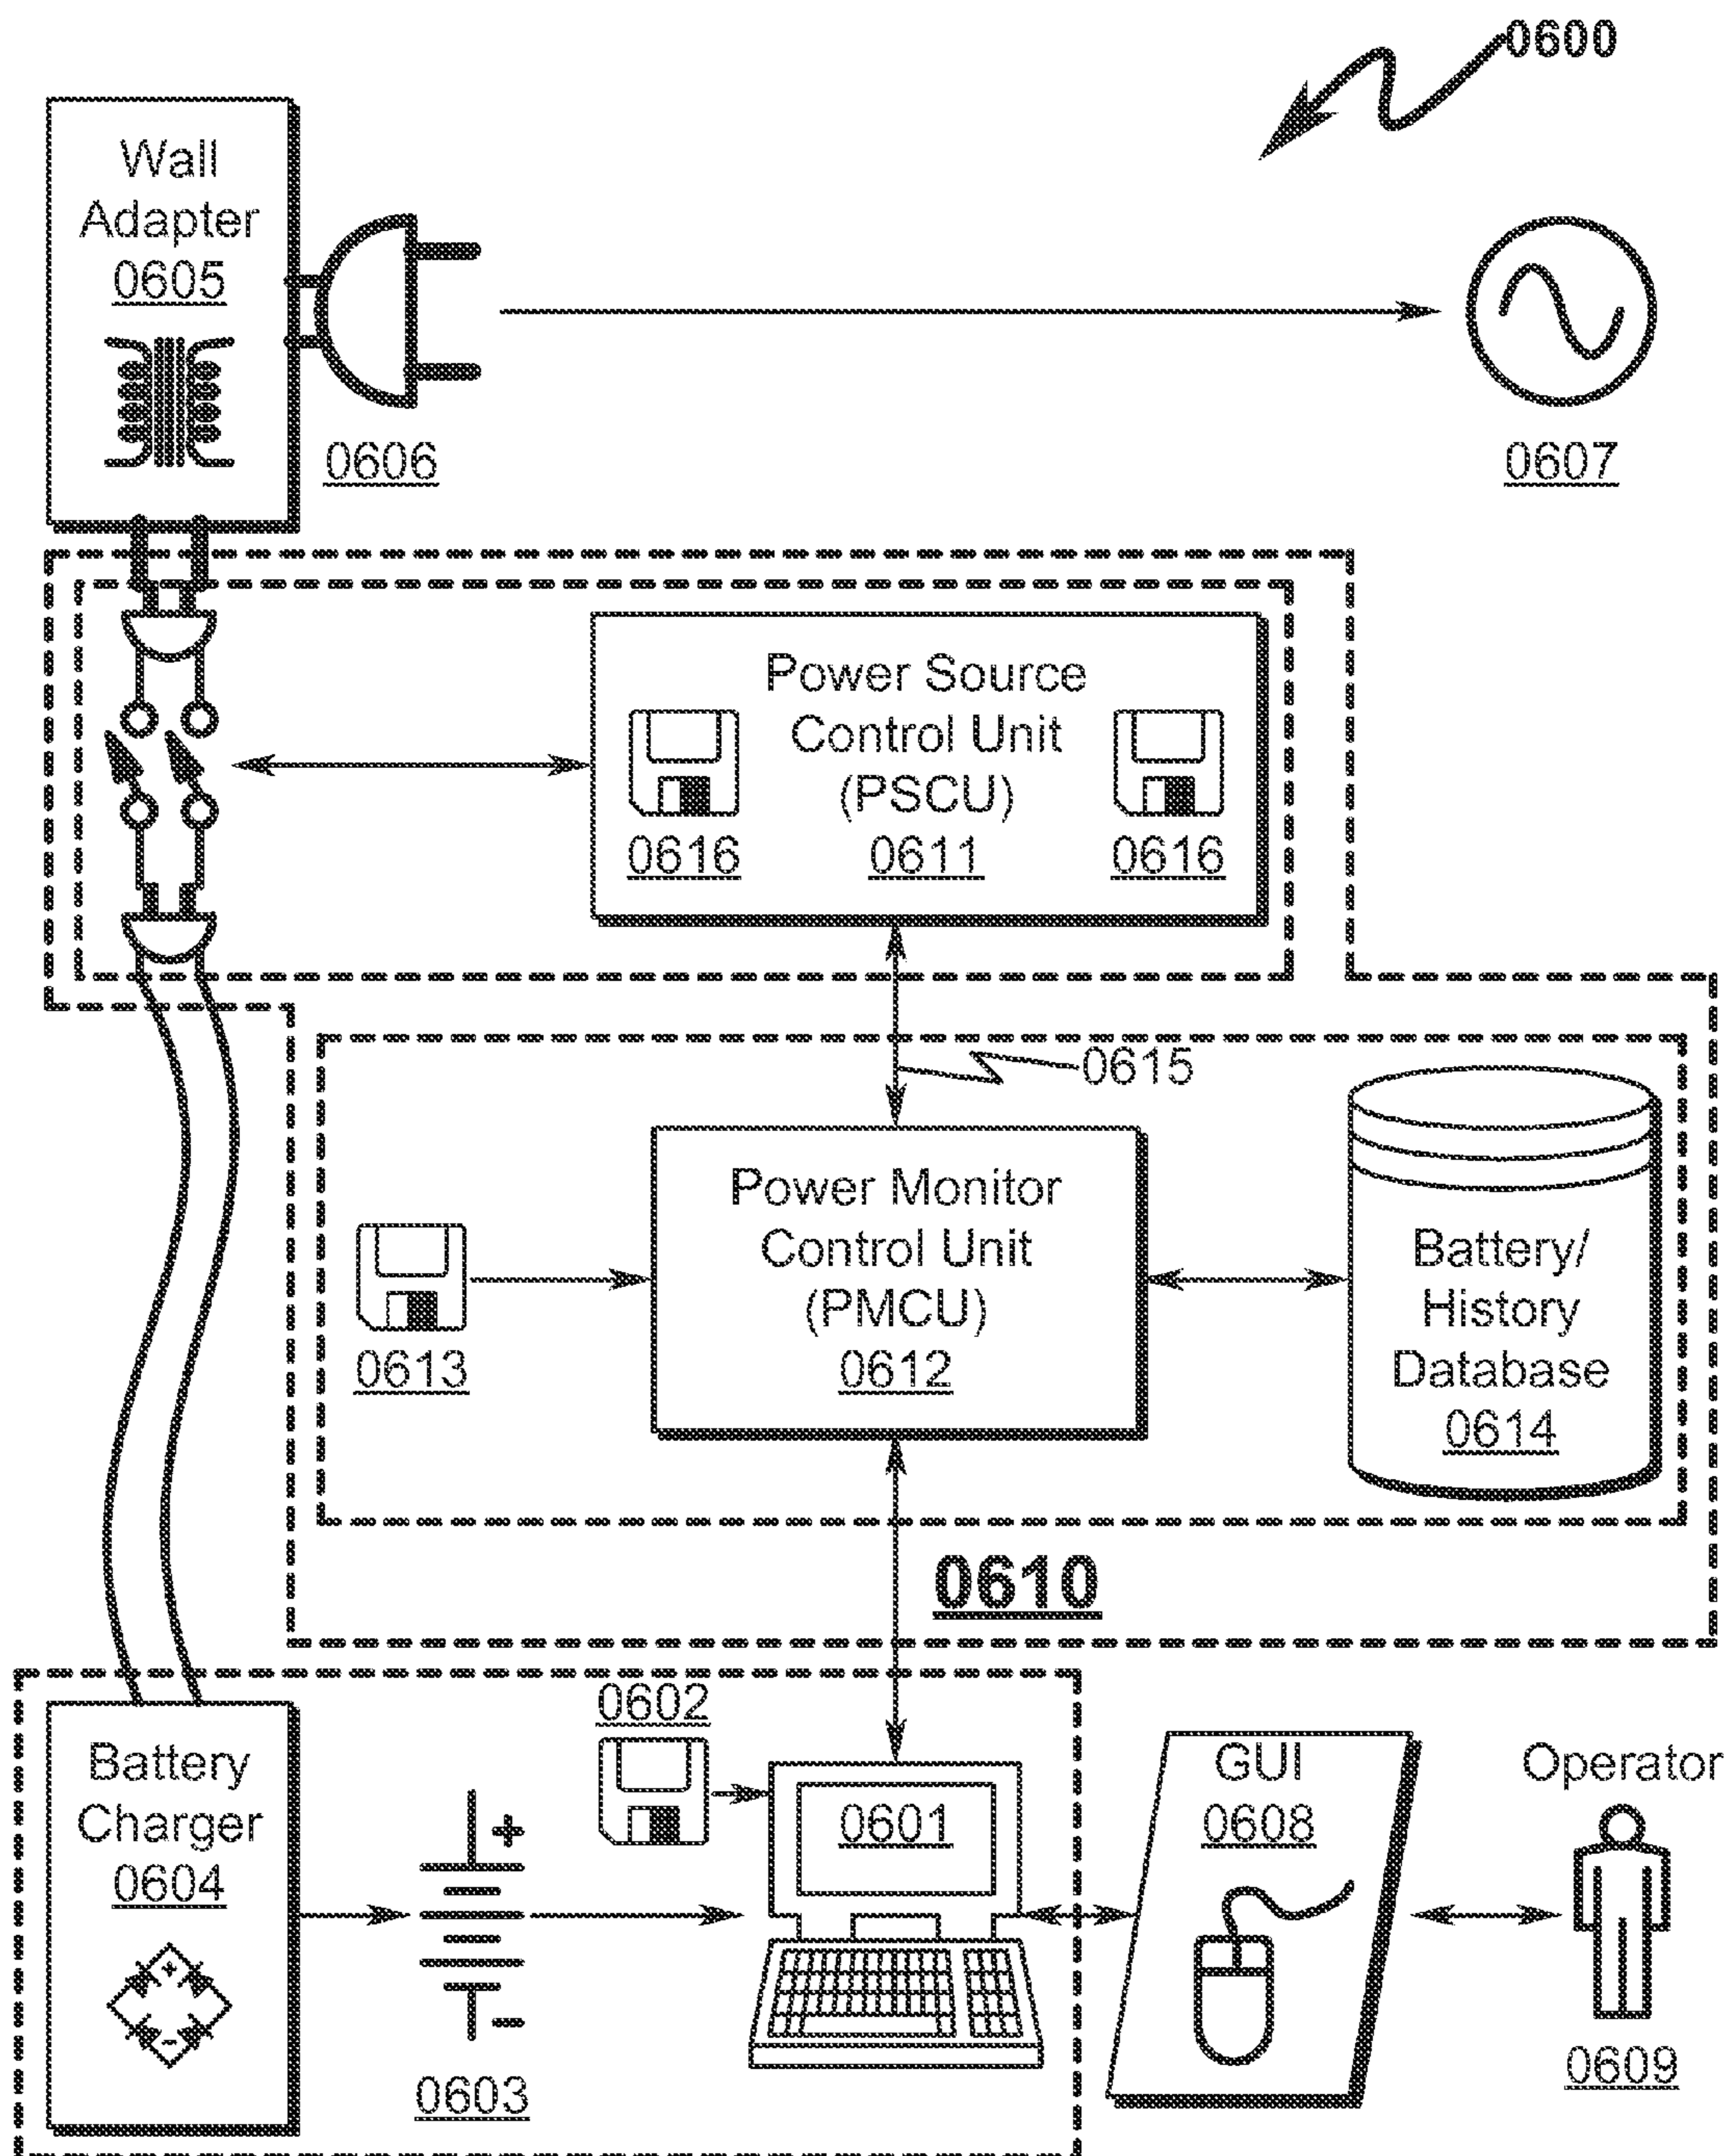 0600
Wall
Adapter
0605
0606
0607
Power Source
Control Unit
(PSCU)
0611
0616
0616
0615
Power Monitor
Control Unit
(PMCU)
0612
0613
Battery/
History
Database
0614
0610
0602
Battery
Charger
0604
+
-
0603
0601
GUI
0608
Operator
0609